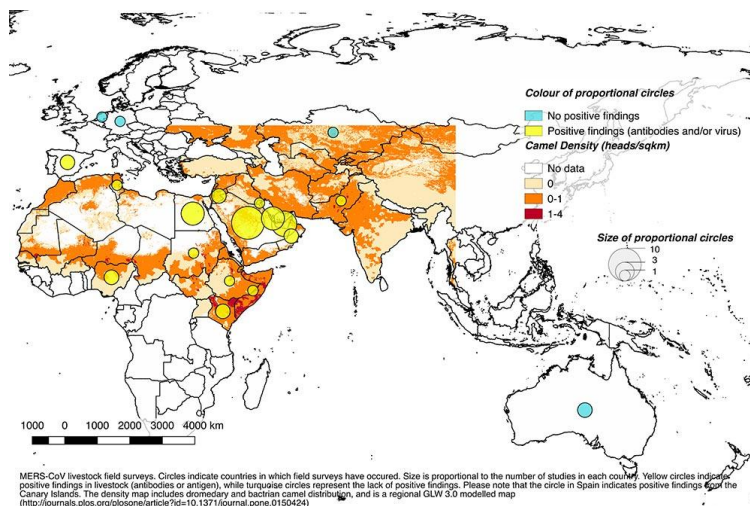 Colour of proportional circles
No positive findings
Positive findings (antibodies and/or virus)
Camel Density (heads/sqkm)
No data
0
0-1
1-4
Size of proportional circles
10
3
1
1000 0 1000 2000 3000 4000 km
MERS-CoV livestock field surveys. Circles indicate countries in which field surveys have occured. Size is proportional to the number of studies in each country. Yellow circles indicate
positive findings in livestock (antibodies or antigen), while turquoise circles represent the lack of positive findings. Please note that the circle in Spain indicates positive findings from the
Canary Islands. The density map includes dromedary and bactrian camel distribution, and is a regional GLW 3.0 modelled map
(http://journals.plos.org/plosone/article?id=10.1371/journal.pone.0150424)